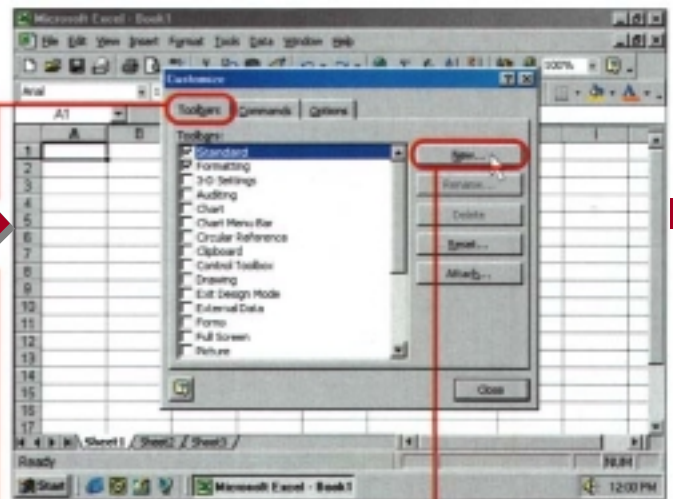 Microsoft Excel - Book1
File Edit View Insert Format Tools Data Window Help
100%
Arial
Customize
A1
Toolbars Commands Options
Toolbars:
Standard
Formatting
3-D Settings
Auditing
Chart
Chart Menu Bar
Circular Reference
Clipboard
Control Toolbox
Drawing
Exit Design Mode
External Data
Forms
Full Screen
Picture
New...
Rename...
Delete
Reset...
Attach...
Close
A B I
1
2
3
4
5
6
7
8
9
10
11
12
13
14
15
16
17
Sheet1 Sheet2 Sheet3
Ready NUM
Start Microsoft Excel - Book1 12:00 PM